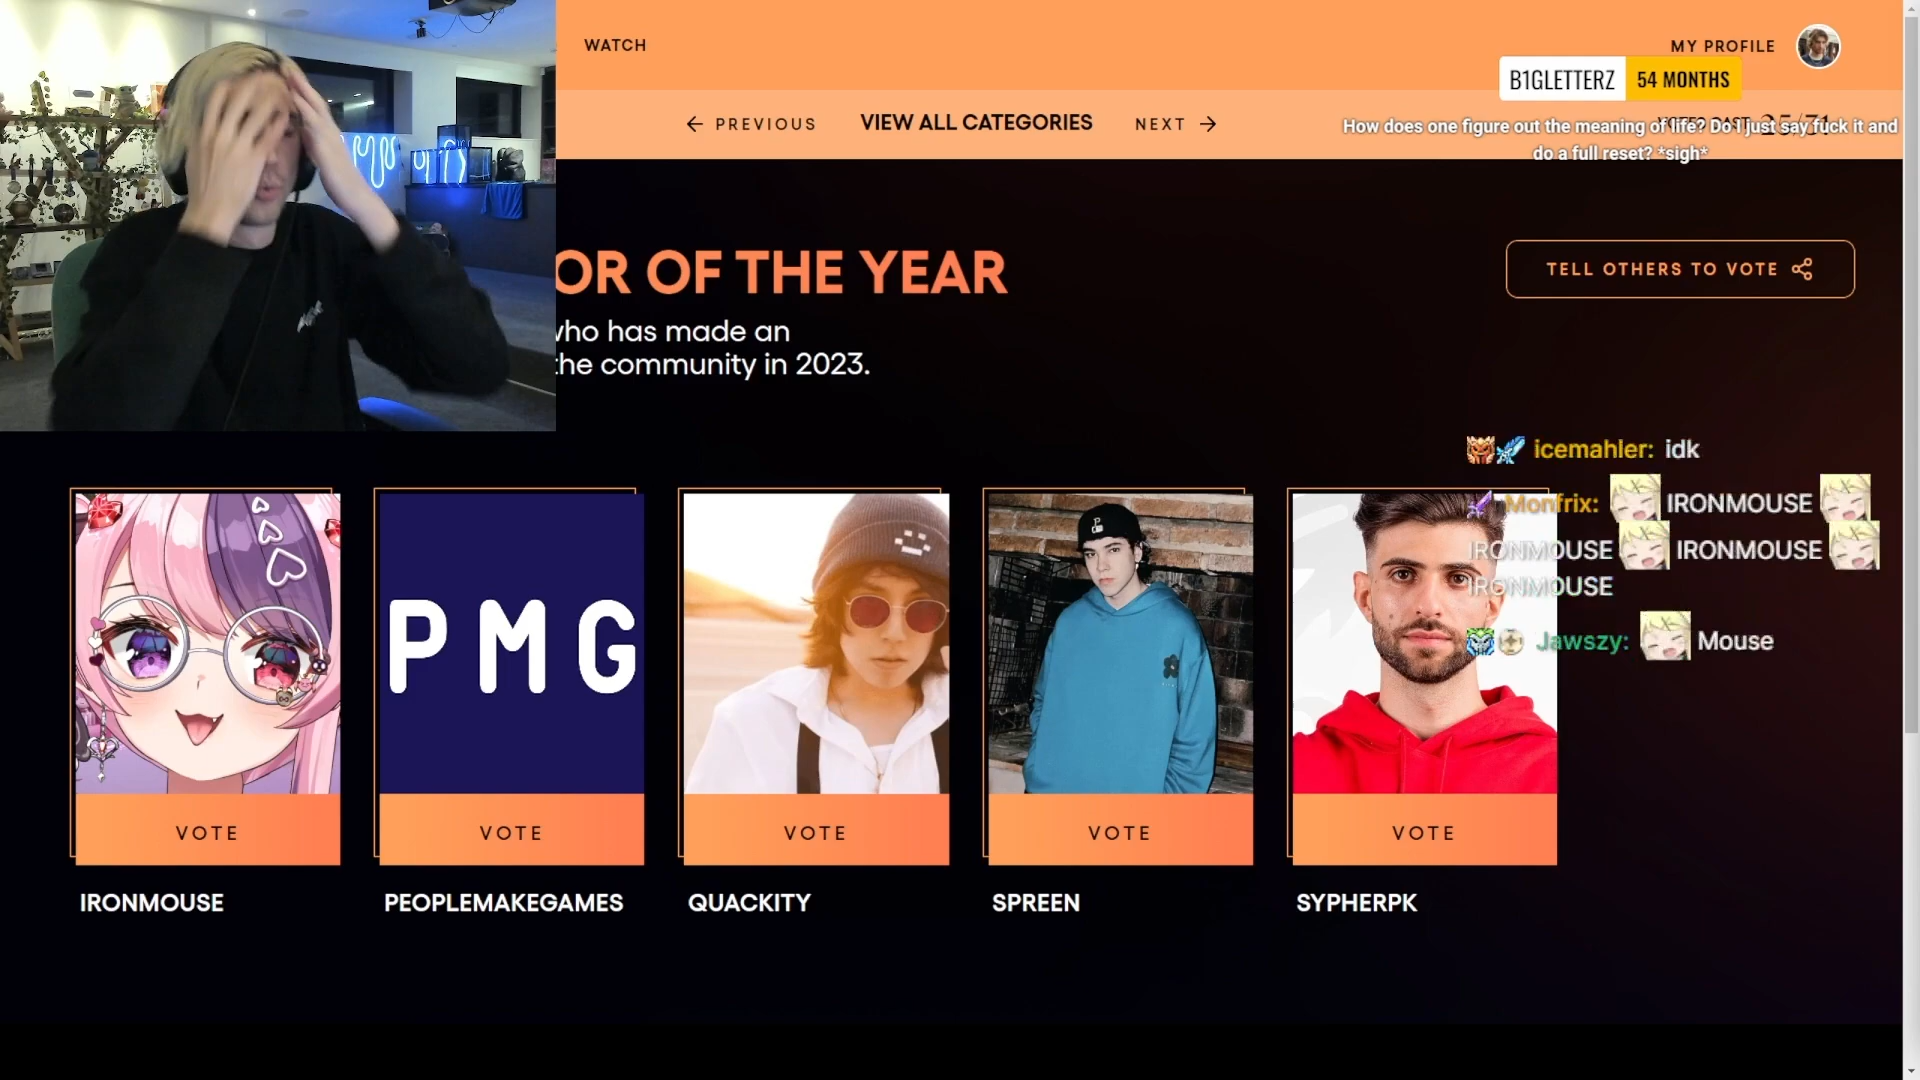 WATCH
MY PROFILE
B1GLETTERZ 54 MONTHS
← PREVIOUS
VIEW ALL CATEGORIES
NEXT →
How does one figure out the meaning of life? Do I just say fuck it and
do a full reset? *sigh*
OR OF THE YEAR
TELL OTHERS TO VOTE
who has made an
the community in 2023.
icemahler: idk
Monfrix: IRONMOUSE
IRONMOUSE IRONMOUSE
IRONMOUSE
Jawszy: Mouse
PMG
VOTE
VOTE
VOTE
VOTE
VOTE
IRONMOUSE
PEOPLEMAKEGAMES
QUACKITY
SPREEN
SYPHERPK